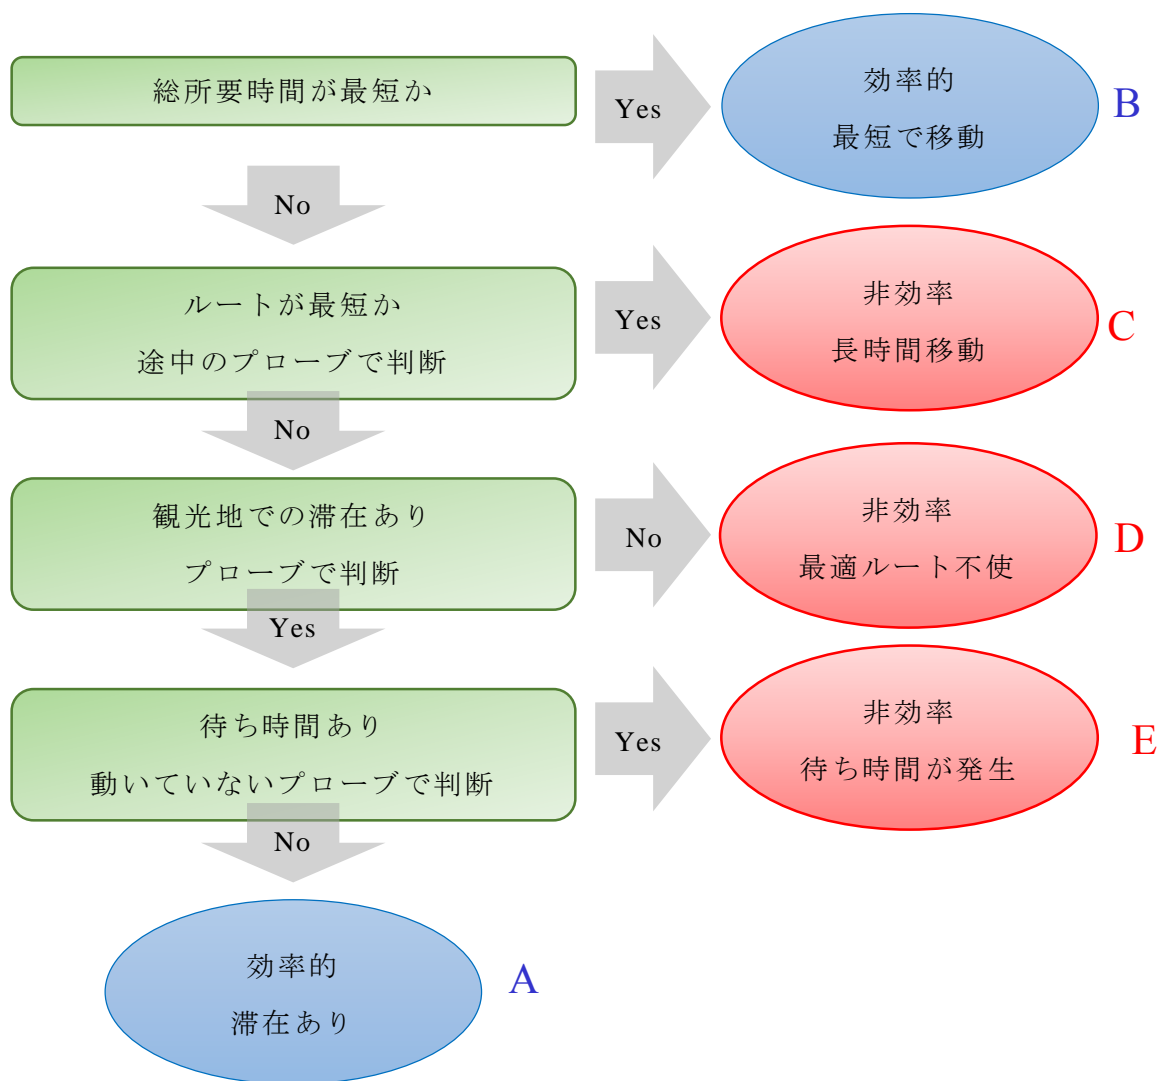 総所要時間が最短か
Yes
効率的
最短で移動
B
No
ルートが最短か
途中のプローブで判断
Yes
非効率
長時間移動
C
No
観光地での滞在あり
プローブで判断
No
非効率
最適ルート不使
D
Yes
待ち時間あり
動いていないプローブで判断
Yes
非効率
待ち時間が発生
E
No
効率的
滞在あり
A